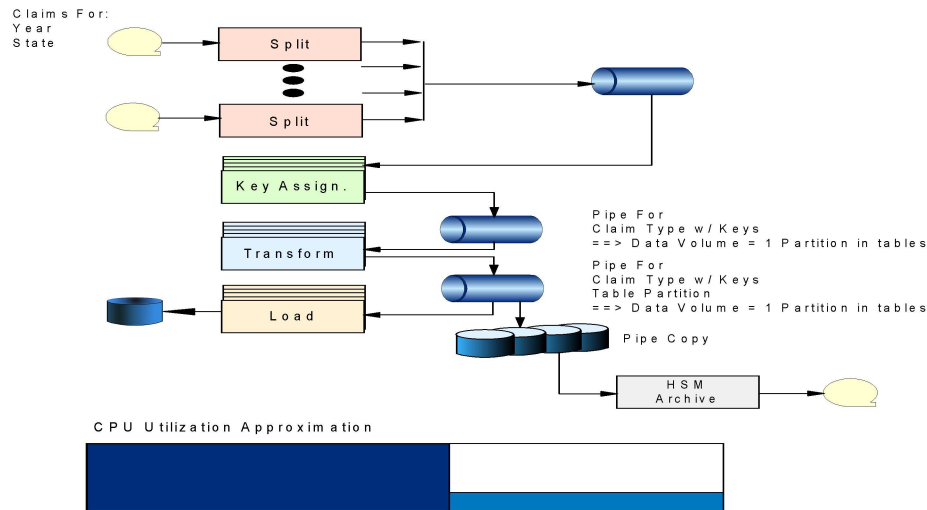 Claims For:
Year
State
Split
Split
Key Assign.
Pipe For
Claim Type w/ Keys
==> Data Volume = 1 Partition in tables
Transform
Pipe For
Claim Type w/ Keys
Table Partition
==> Data Volume = 1 Partition in tables
Load
Pipe Copy
HSM
Archive
CPU Utilization Approximation